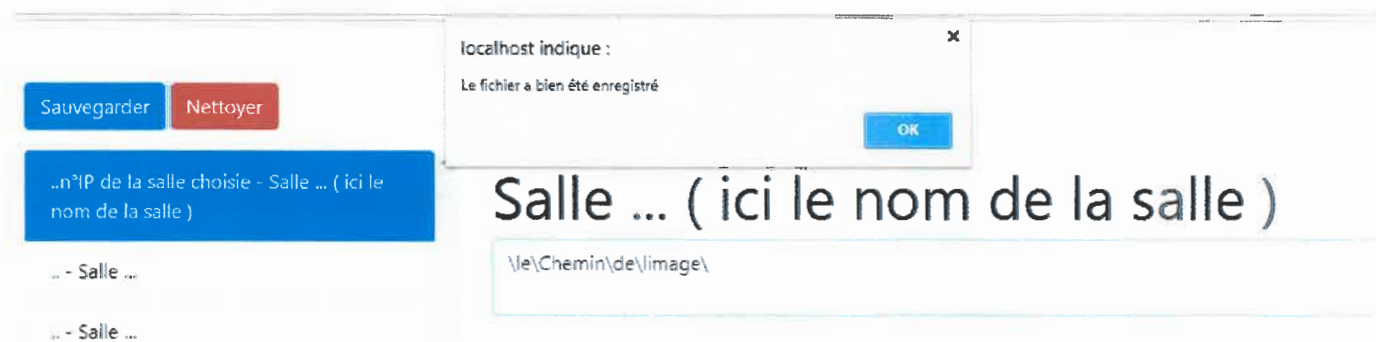 localhost indique :
Le fichier a bien été enregistré
OK
Sauvegarder
Nettoyer
..n°IP de la salle choisie - Salle ... ( ici le
nom de la salle )
.. - Salle ...
.. - Salle ...
Salle ... ( ici le nom de la salle )
\le\Chemin\de\limage\